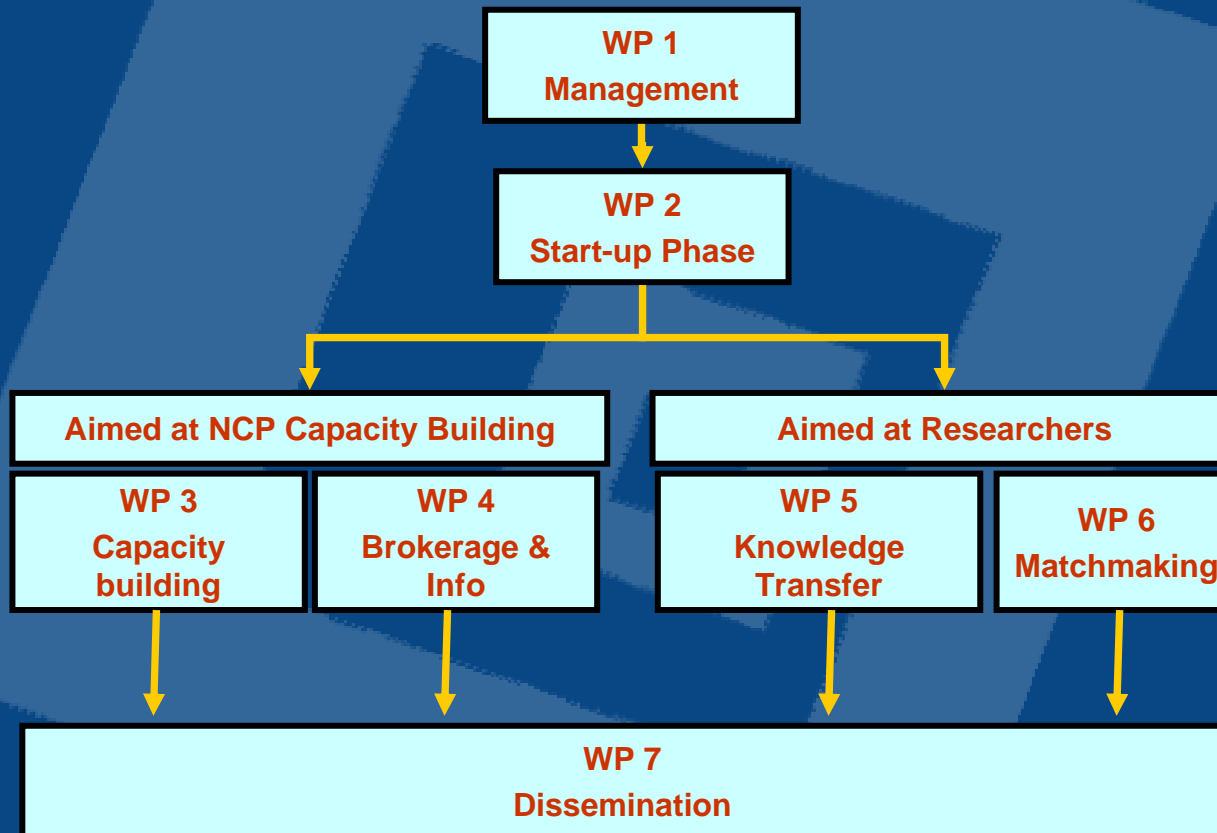 WP 1
Management
WP 2
Start-up Phase
Aimed at NCP Capacity Building
Aimed at Researchers
WP 3
Capacity
building
WP 4
Brokerage &
Info
WP 5
Knowledge
Transfer
WP 6
Matchmaking
WP 7
Dissemination